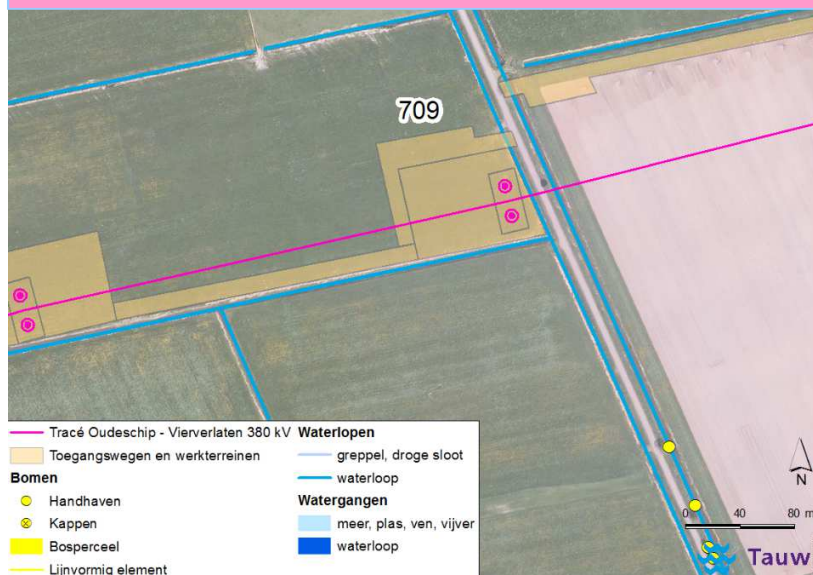 709
Tracé Oudeschip - Vierverlaten 380 kV
Toegangswegen en werkterreinen
Bomen
Handhaven
Kappen
Bosperceel
Lijnvormig element
Waterlopen
greppel, droge sloot
waterloop
Watergangen
meer, plas, ven, vijver
waterloop
N
0 40 80 m
Tauw